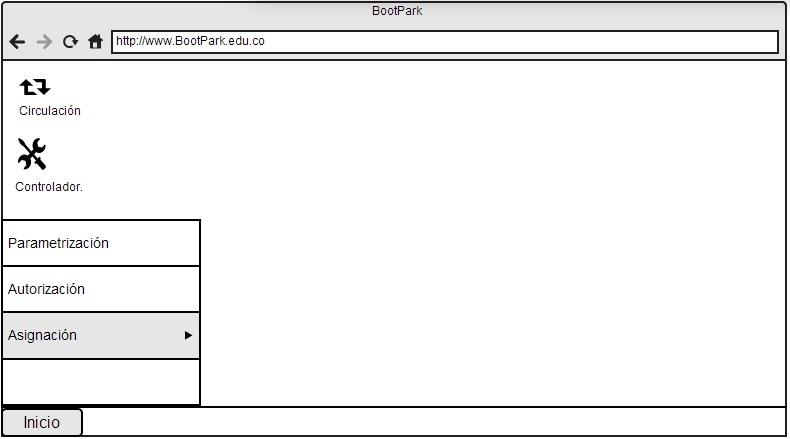 BootPark
http://www.BootPark.edu.co
Circulación
Controlador.
Parametrización
Autorización
Asignación
Inicio